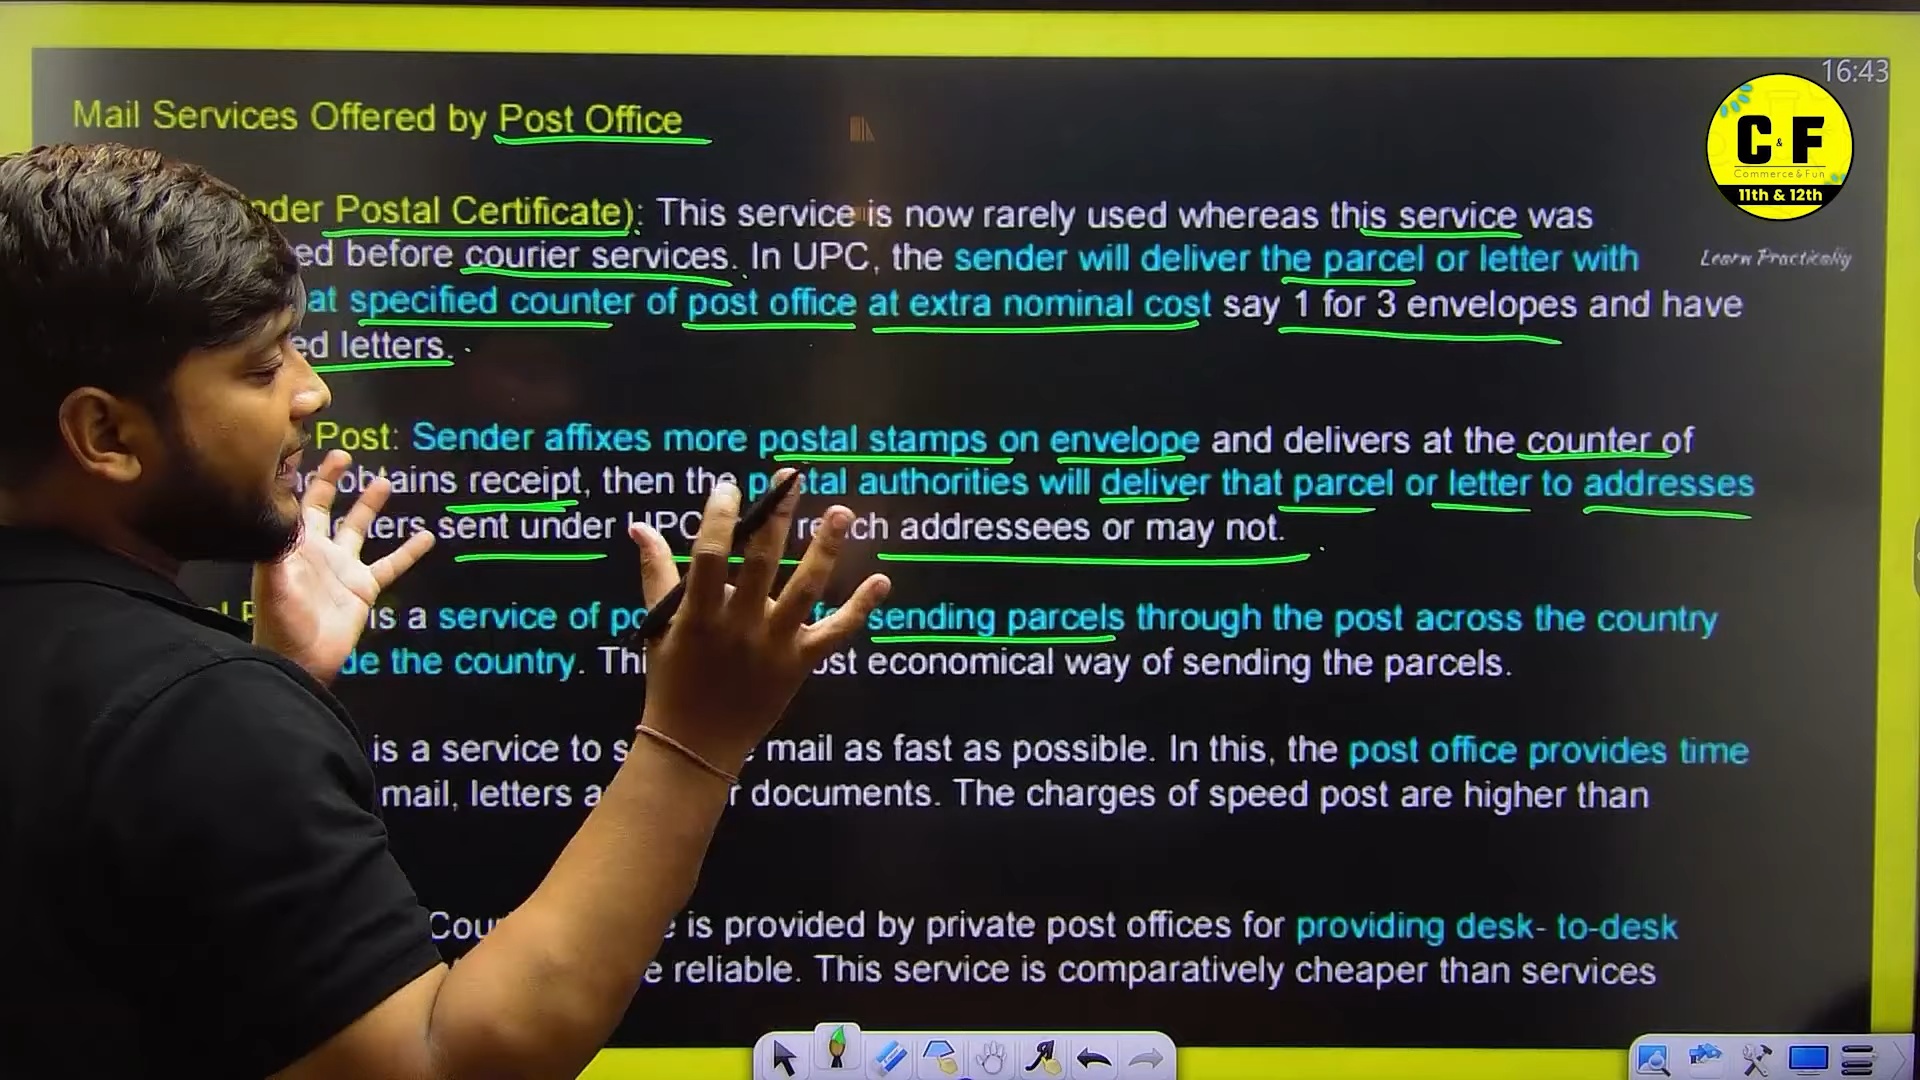 16:43
Mail Services Offered by Post Office
C & F
Commerce & Fun
11th & 12th
Learn Practically
nder Postal Certificate): This service is now rarely used whereas this service was
ed before courier services. In UPC, the sender will deliver the parcel or letter with
at specified counter of post office at extra nominal cost say 1 for 3 envelopes and have
ed letters.
Post: Sender affixes more postal stamps on envelope and delivers at the counter of
obtains receipt, then the postal authorities will deliver that parcel or letter to addresses
sent under UPC reach addressees or may not.
is a service of sending parcels through the post across the country
de the country. economical way of sending the parcels.
is a service to mail as fast as possible. In this, the post office provides time
mail, letters documents. The charges of speed post are higher than
is provided by private post offices for providing desk- to-desk
reliable. This service is comparatively cheaper than services